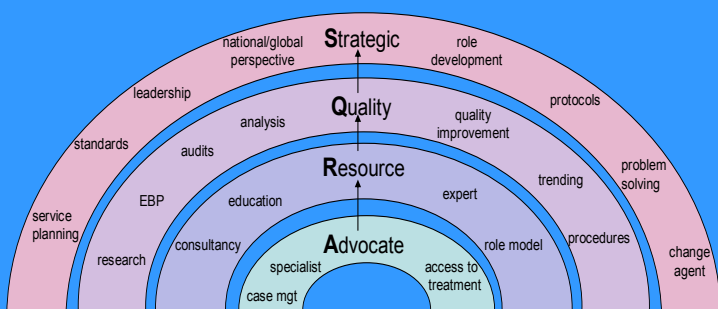 national/global
perspective
Strategic
role
development
leadership
protocols
standards
problem
solving
service
planning
change
agent
Quality
analysis
quality
improvement
audits
trending
EBP
procedures
research
Resource
education
expert
consultancy
role model
Advocate
specialist
access to
treatment
case mgt